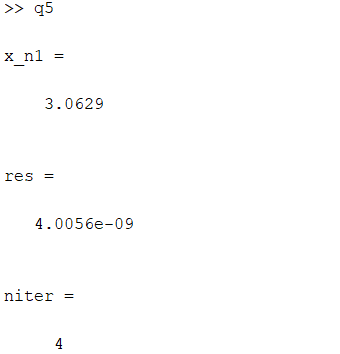 >> q5
x_n1 =
3.0629
res =
4.0056e-09
niter =
4